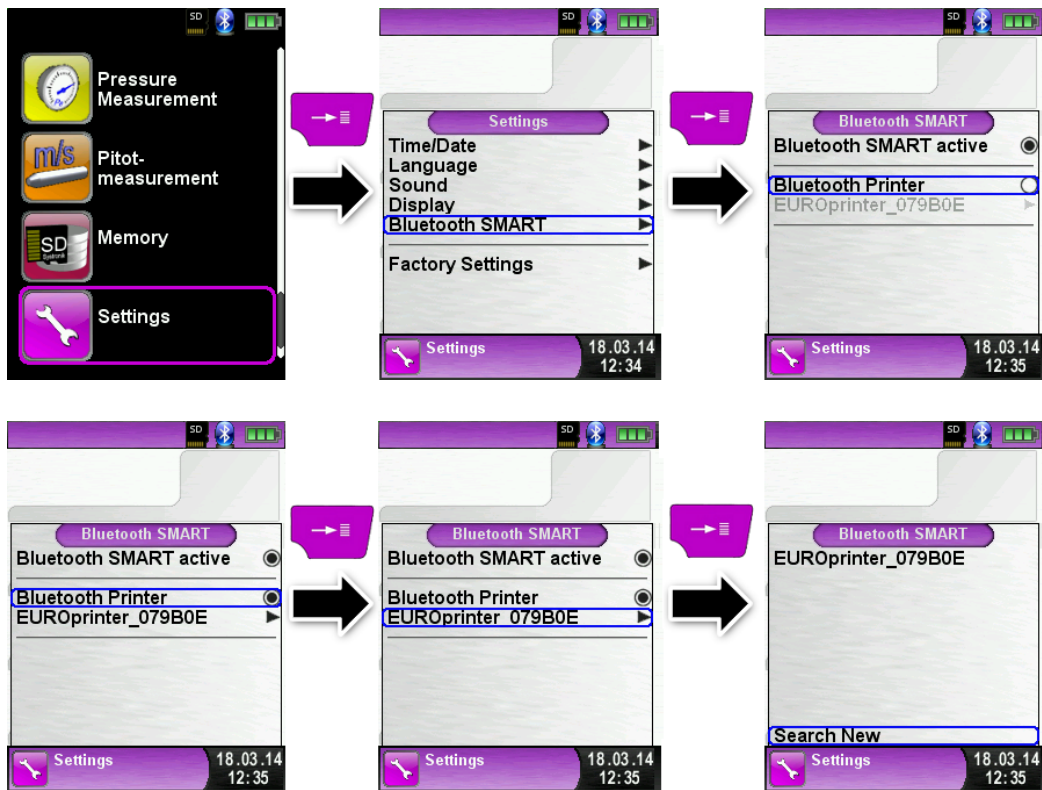 SD
Pressure
Measurement
Pa
m/s
Pitot-
measurement
SD
Memory
Settings
SD
Settings
Time/Date
Language
Sound
Display
Bluetooth SMART
Factory Settings
Settings
18.03.14
12:34
SD
Bluetooth SMART
Bluetooth SMART active
Bluetooth Printer
EUROprinter_079B0E
Settings
18.03.14
12:35
SD
Bluetooth SMART
Bluetooth SMART active
Bluetooth Printer
EUROprinter_079B0E
Settings
18.03.14
12:35
SD
Bluetooth SMART
Bluetooth SMART active
Bluetooth Printer
EUROprinter_079B0E
Settings
18.03.14
12:35
SD
Bluetooth SMART
EUROprinter_079B0E
Search New
Settings
18.03.14
12:35